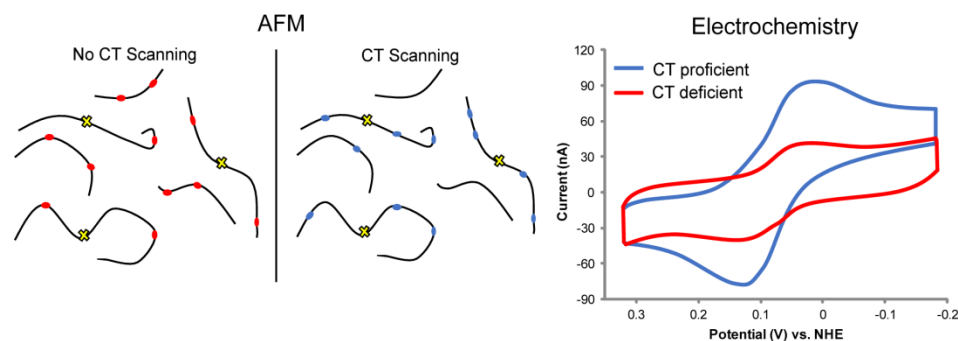 AFM
No CT Scanning
CT Scanning
Electrochemistry
CT proficient
CT deficient
120
90
60
30
0
-30
-60
-90
Current (nA)
0.3
0.2
0.1
0
-0.1
-0.2
Potential (V) vs. NHE